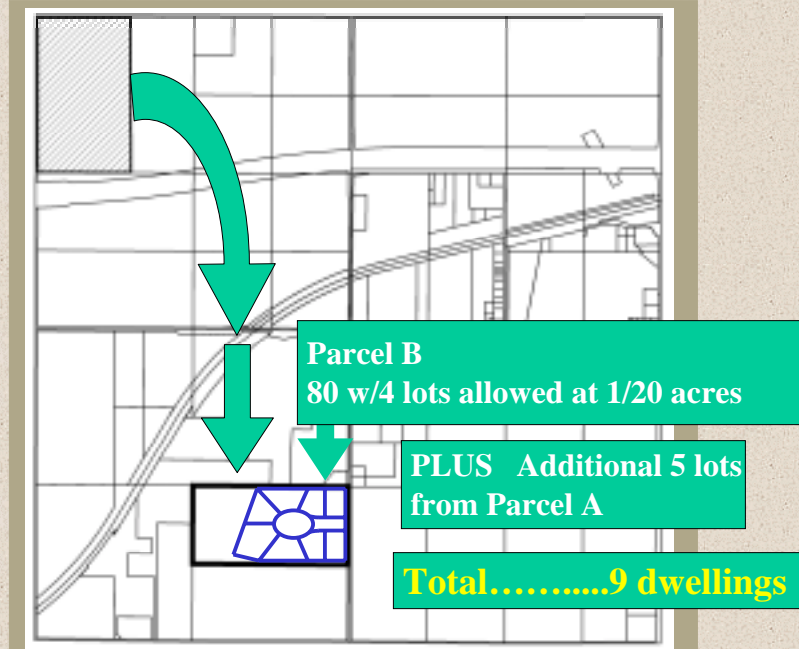 Parcel B
80 w/4 lots allowed at 1/20 acres
PLUS Additional 5 lots
from Parcel A
Total…….....9 dwellings